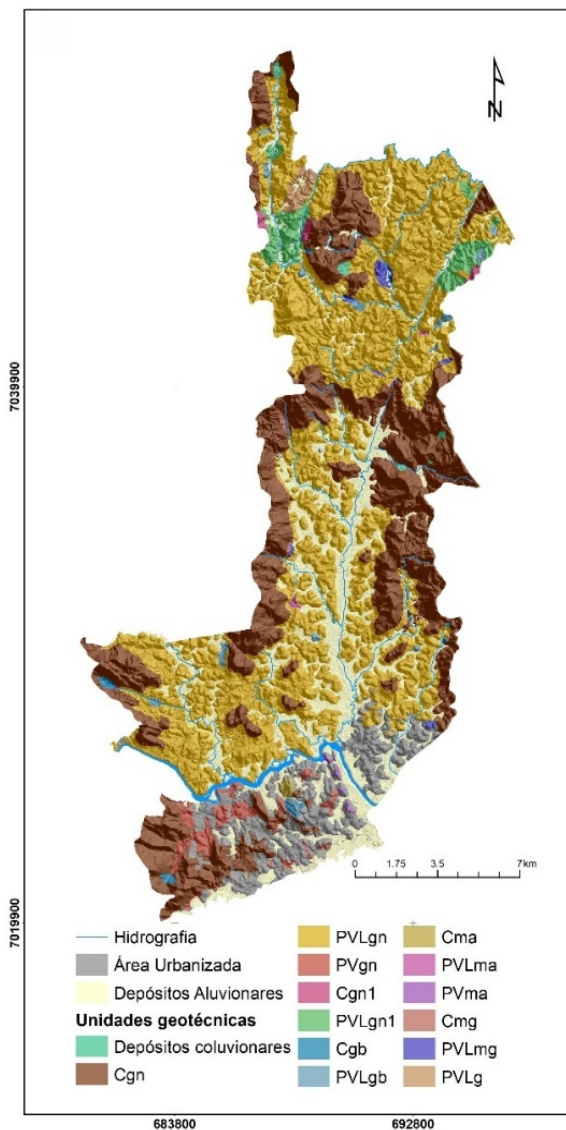 N
7039900
0 1.75 3.5 7km
7019900
Hidrografia
Área Urbanizada
Depósitos Aluvionares
Unidades geotécnicas
Depósitos coluvionares
Cgn
PVLgn
PVgn
Cgn1
PVLgn1
Cgb
PVLgb
Cma
PVLma
PVma
Cmg
PVLmg
PVLg
683800 692800